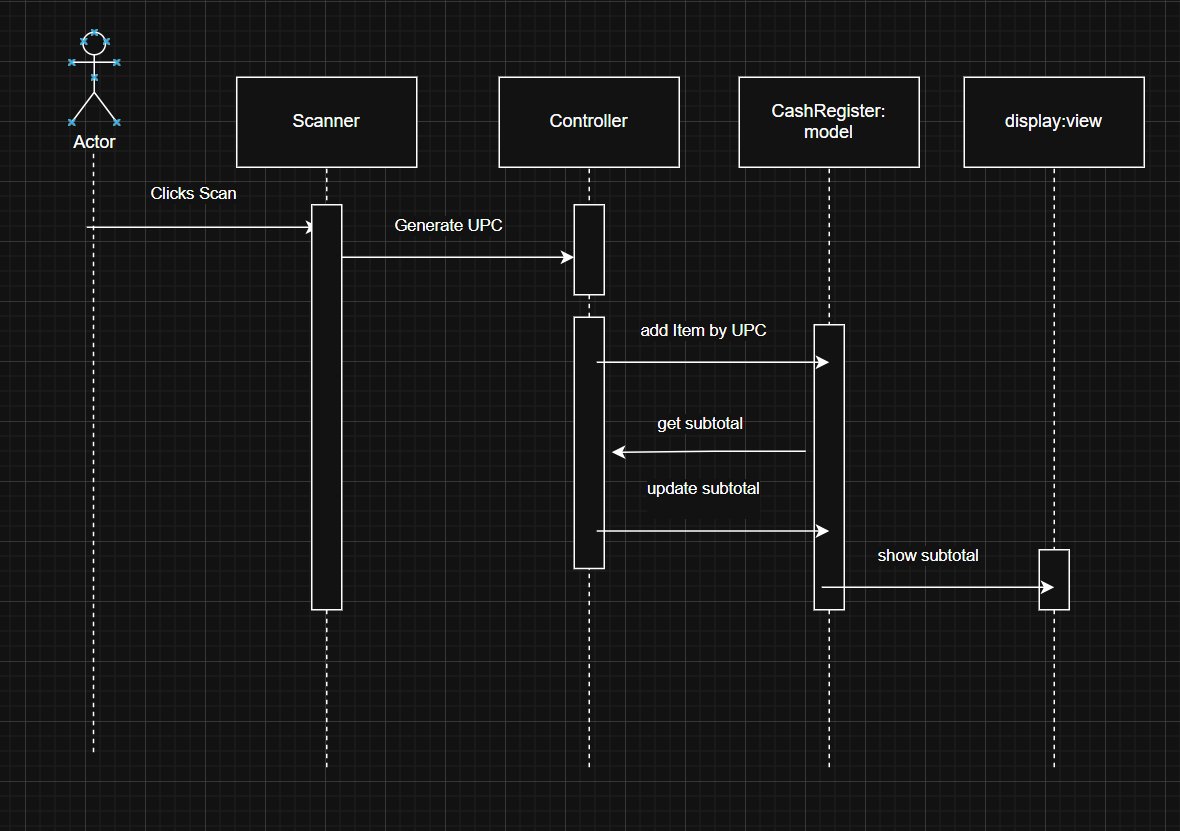 Actor
Scanner
Controller
CashRegister:
model
display:view
Clicks Scan
Generate UPC
add Item by UPC
get subtotal
update subtotal
show subtotal